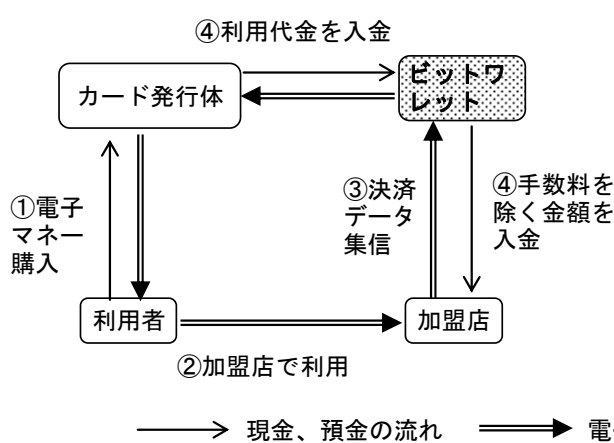 ④利用代金を入金
カード発行体
ビットワ
レット
①電子
マネー
購入
③決済
データ
集信
④手数料を
除く金額を
入金
利用者
加盟店
②加盟店で利用
現金、預金の流れ
電